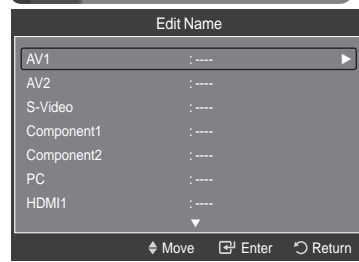 Edit Name
AV1 : ----
AV2 : ----
S-Video : ----
Component1 : ----
Component2 : ----
PC : ----
HDMI1 : ----
Move Enter Return